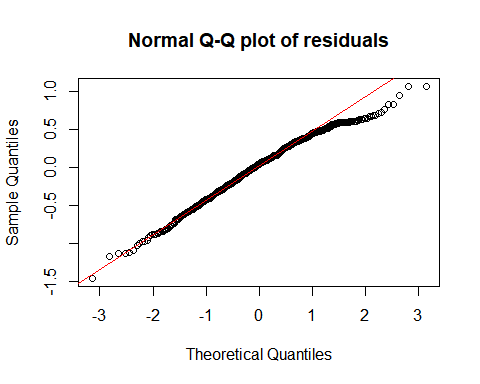 Normal Q-Q plot of residuals
Sample Quantiles
1.0
0.5
0.0
-0.5
-1.5
-3 -2 -1 0 1 2 3
Theoretical Quantiles